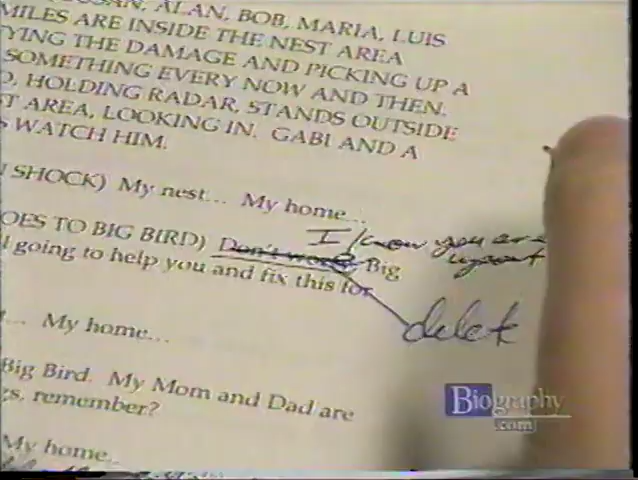 ALAN, BOB, MARIA, LUIS
MILES ARE INSIDE THE NEST AREA
YING THE DAMAGE AND PICKING UP A
SOMETHING EVERY NOW AND THEN.
HOLDING RADAR, STANDS OUTSIDE
ST AREA, LOOKING IN. GABI AND A
S WATCH HIM.
N SHOCK) My nest... My home...
I know you are
upset
OES TO BIG BIRD) Don't worry Big
l going to help you and fix this for
delete
... My home...
Big Bird. My Mom and Dad are
gs, remember?
My home...
Biography
.com